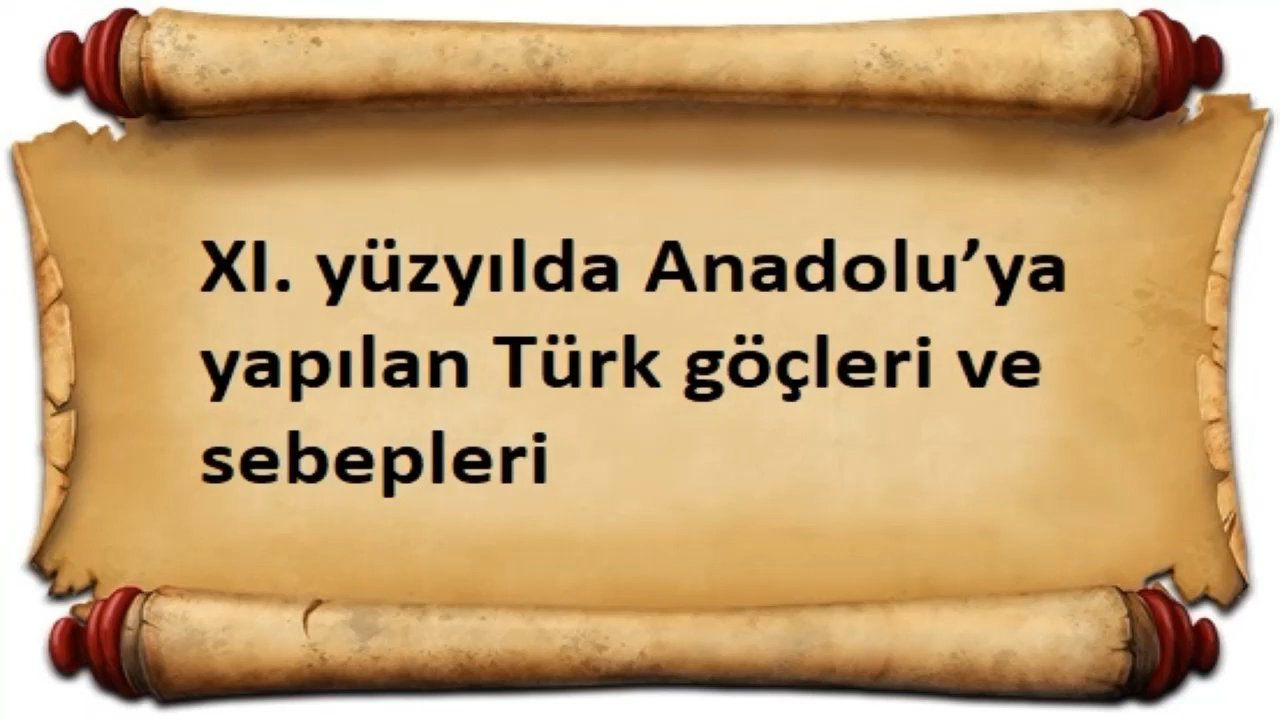 XI. yüzyılda Anadolu’ya
yapılan Türk göçleri ve
sebepleri